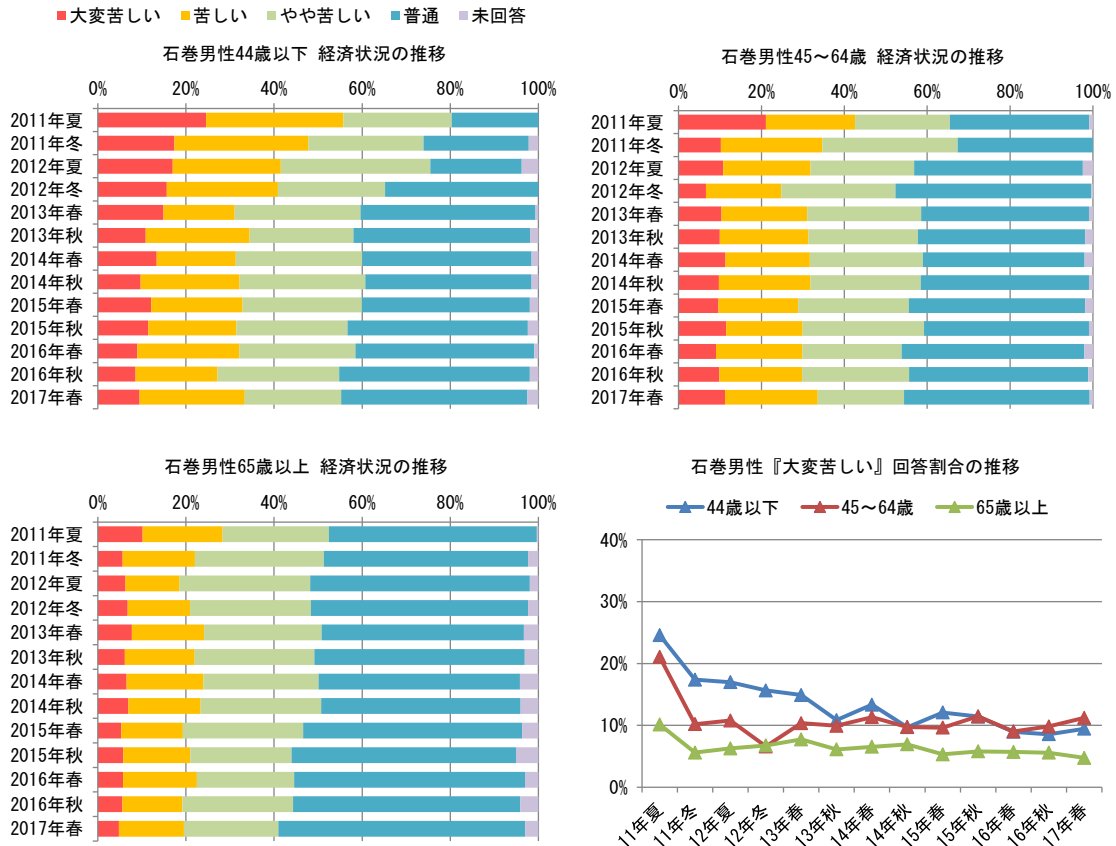 大変苦しい 苦しい やや苦しい 普通 未回答
石巻男性44歳以下 経済状況の推移
0% 20% 40% 60% 80% 100%
2011年夏
2011年冬
2012年夏
2012年冬
2013年春
2013年秋
2014年春
2014年秋
2015年春
2015年秋
2016年春
2016年秋
2017年春
石巻男性45～64歳 経済状況の推移
0% 20% 40% 60% 80% 100%
2011年夏
2011年冬
2012年夏
2012年冬
2013年春
2013年秋
2014年春
2014年秋
2015年春
2015年秋
2016年春
2016年秋
2017年春
石巻男性65歳以上 経済状況の推移
0% 20% 40% 60% 80% 100%
2011年夏
2011年冬
2012年夏
2012年冬
2013年春
2013年秋
2014年春
2014年秋
2015年春
2015年秋
2016年春
2016年秋
2017年春
石巻男性『大変苦しい』回答割合の推移
44歳以下 45～64歳 65歳以上
40%
30%
20%
10%
0%
11年夏 11年冬 12年夏 12年冬 13年春 13年秋 14年春 14年秋 15年春 15年秋 16年春 16年秋 17年春